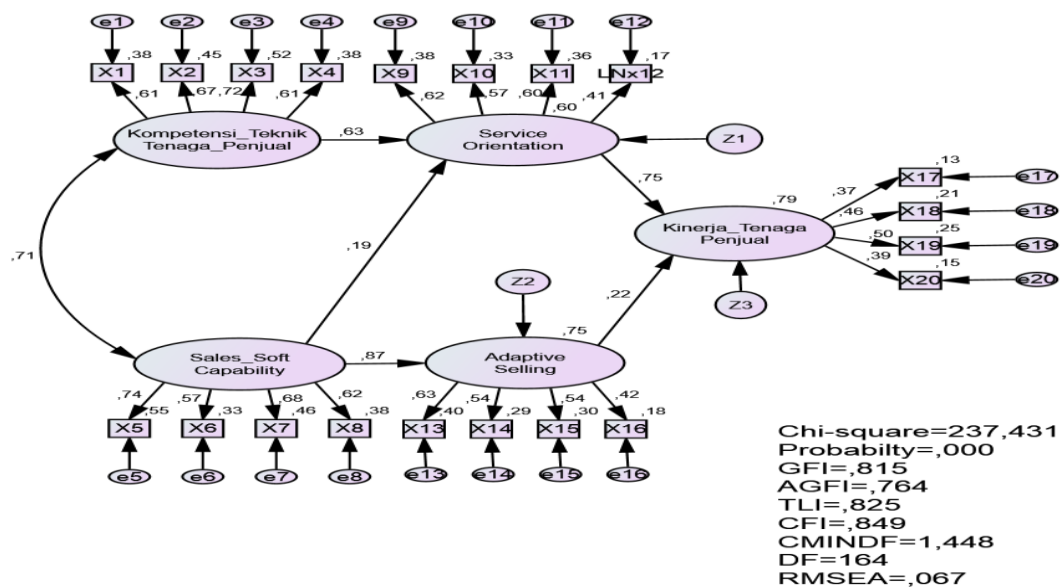 e1 e2 e3 e4 e9 e10 e11 e12
,38 ,45 ,52 ,38 ,38 ,33 ,36 ,17
X1 X2 X3 X4 X9 X10 X11 LNx12
,61 ,67 ,72 ,61 ,62 ,57 ,60 ,60 ,41
Kompetensi_Teknik
Tenaga_Penjual
,63
Service
Orientation
Z1
,75
,71
,19
,79
Kinerja_Tenaga
Penjual
,37 ,13
X17 e17
,46 ,21
X18 e18
,50 ,25
X19 e19
,39 ,15
X20 e20
Z2
,22
Z3
,75
Sales_Soft
Capability
,87
Adaptive
Selling
,74 ,57 ,68 ,62 ,63 ,54 ,54 ,42
,55 ,33 ,46 ,38 ,40 ,29 ,30 ,18
X5 X6 X7 X8 X13 X14 X15 X16
e5 e6 e7 e8 e13 e14 e15 e16
Chi-square=237,431
Probabilty=,000
GFI=,815
AGFI=,764
TLI=,825
CFI=,849
CMINDF=1,448
DF=164
RMSEA=,067